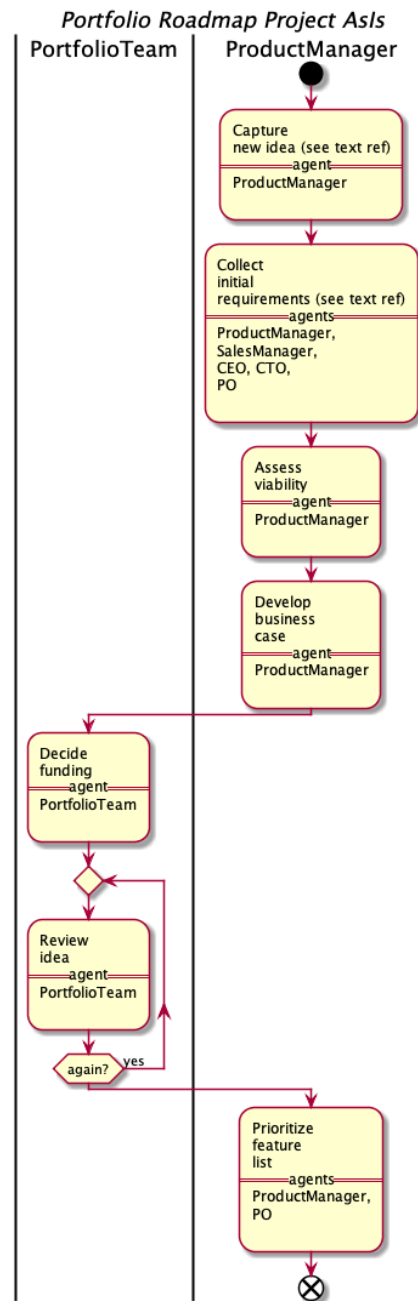 Portfolio Roadmap Project AsIs
PortfolioTeam
ProductManager
Capture
new idea (see text ref)
agent
ProductManager
Collect
initial
requirements (see text ref)
agents
ProductManager,
SalesManager,
CEO, CTO,
PO
Assess
viability
agent
ProductManager
Develop
business
case
agent
ProductManager
Decide
funding
agent
PortfolioTeam
Review
idea
agent
PortfolioTeam
again?
yes
Prioritize
feature
list
agents
ProductManager,
PO